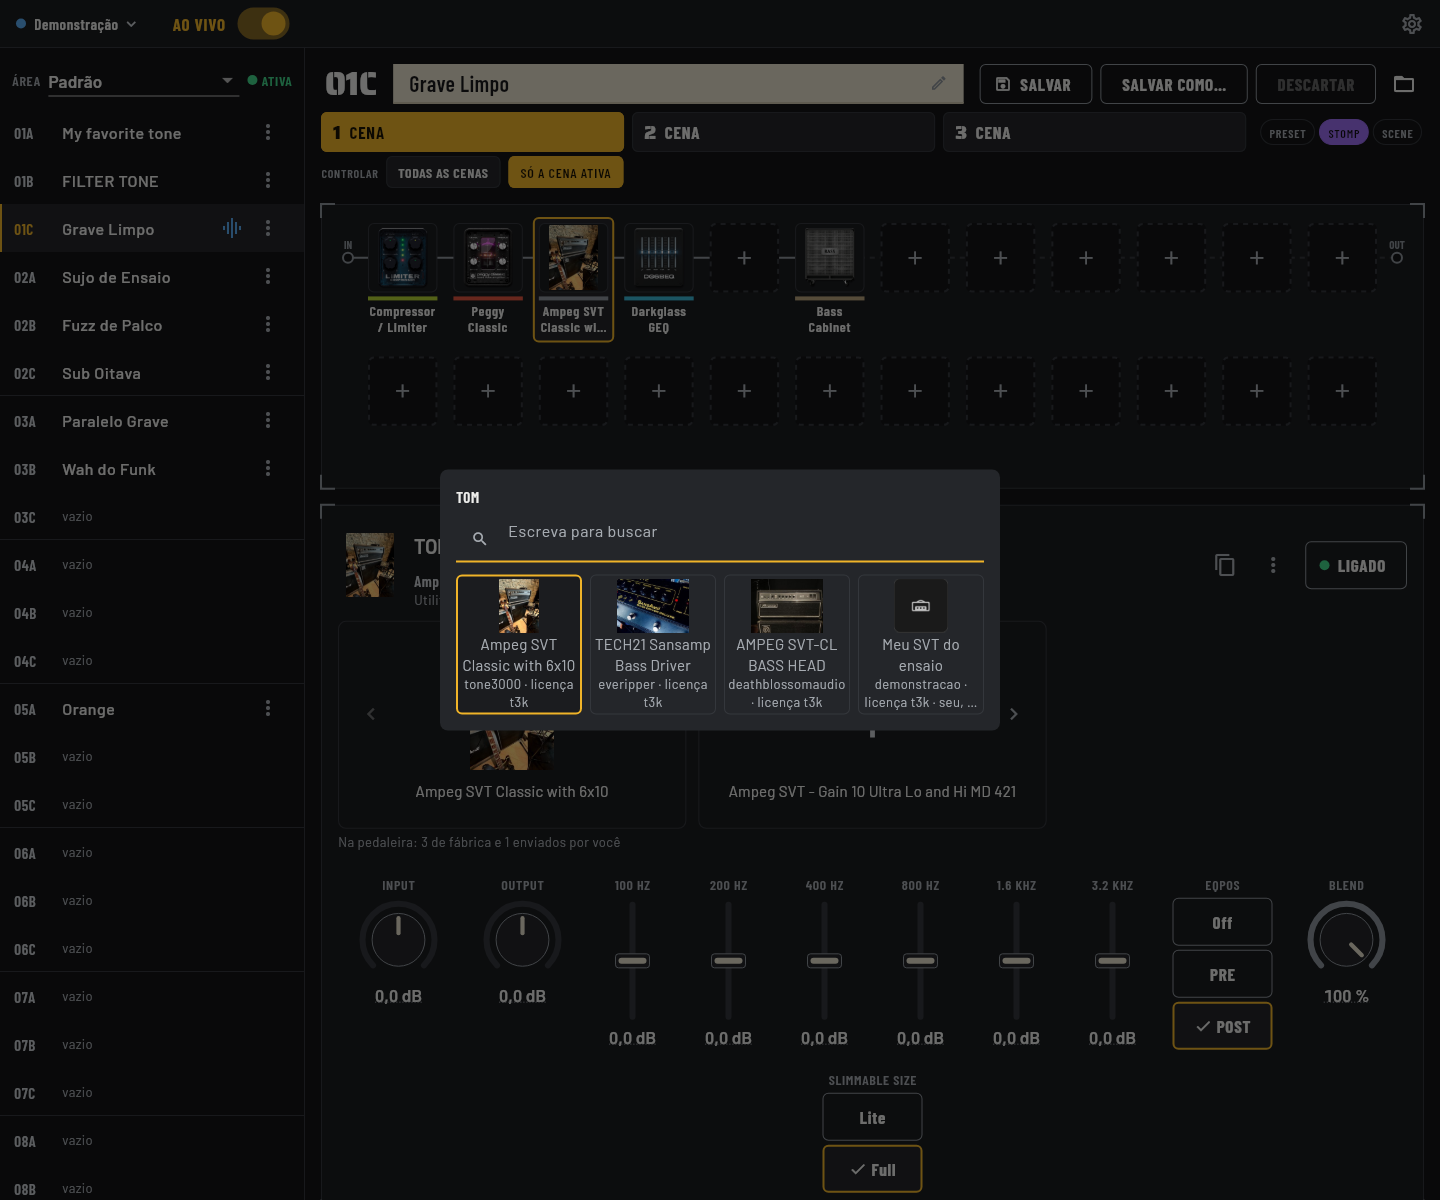 Demonstração
AO VIVO
ÁREA Padrão ATIVA
01A My favorite tone
01B FILTER TONE
01C Grave Limpo
02A Sujo de Ensaio
02B Fuzz de Palco
02C Sub Oitava
03A Paralelo Grave
03B Wah do Funk
03C vazio
04A vazio
04B vazio
04C vazio
05A Orange
05B vazio
05C vazio
06A vazio
06B vazio
06C vazio
07A vazio
07B vazio
07C vazio
08A vazio
08B vazio
01C Grave Limpo SALVAR SALVAR COMO... DESCARTAR
1 CENA 2 CENA 3 CENA PRESET STOMP SCENE
CONTROLAR TODAS AS CENAS SÓ A CENA ATIVA
IN OUT
LIMITER
Compressor / Limiter
Peggy Classic
Ampeg SVT Classic wi...
Darkglass GEQ
Bass Cabinet
TOM
Escreva para buscar
Ampeg SVT Classic with 6x10
tone3000 · licença t3k
TECH21 Sansamp Bass Driver
everipper · licença t3k
AMPEG SVT-CL BASS HEAD
deathblossomaudio · licença t3k
Meu SVT do ensaio
demonstracao · licença t3k · seu, ...
LIGADO
Ampeg SVT Classic with 6x10
Ampeg SVT - Gain 10 Ultra Lo and Hi MD 421
Na pedaleira: 3 de fábrica e 1 enviados por você
INPUT OUTPUT 100 HZ 200 HZ 400 HZ 800 HZ 1.6 KHZ 3.2 KHZ EQPOS BLEND
Off
PRE
POST
0,0 dB 0,0 dB 100 %
0,0 dB 0,0 dB 0,0 dB 0,0 dB 0,0 dB 0,0 dB
SLIMMABLE SIZE
Lite
Full